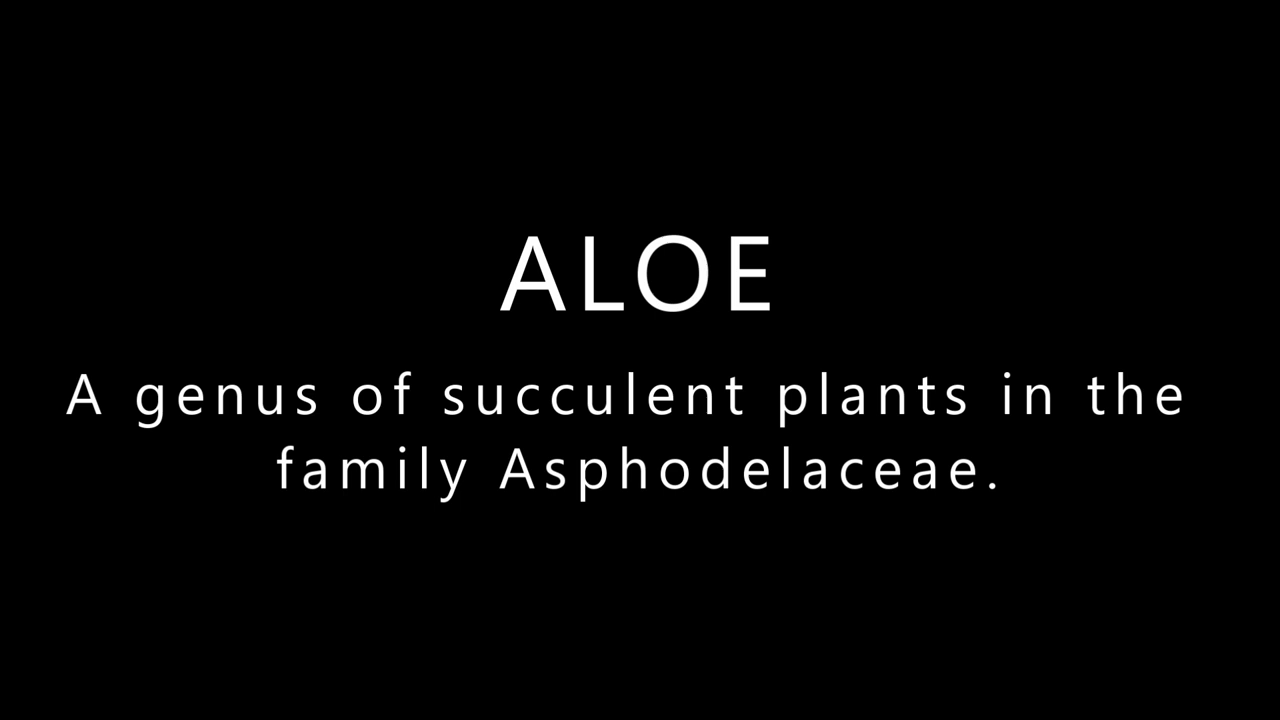 ALOE
A genus of succulent plants in the
family Asphodelaceae.